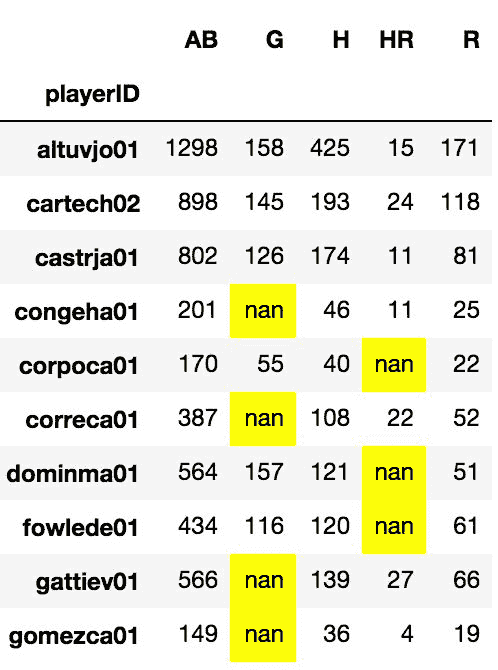 AB G H HR R
playerID
altuvjo01 1298 158 425 15 171
cartech02 898 145 193 24 118
castrja01 802 126 174 11 81
congeha01 201 nan 46 11 25
corpoca01 170 55 40 nan 22
correca01 387 nan 108 22 52
dominma01 564 157 121 nan 51
fowlede01 434 116 120 nan 61
gattiev01 566 nan 139 27 66
gomezca01 149 nan 36 4 19